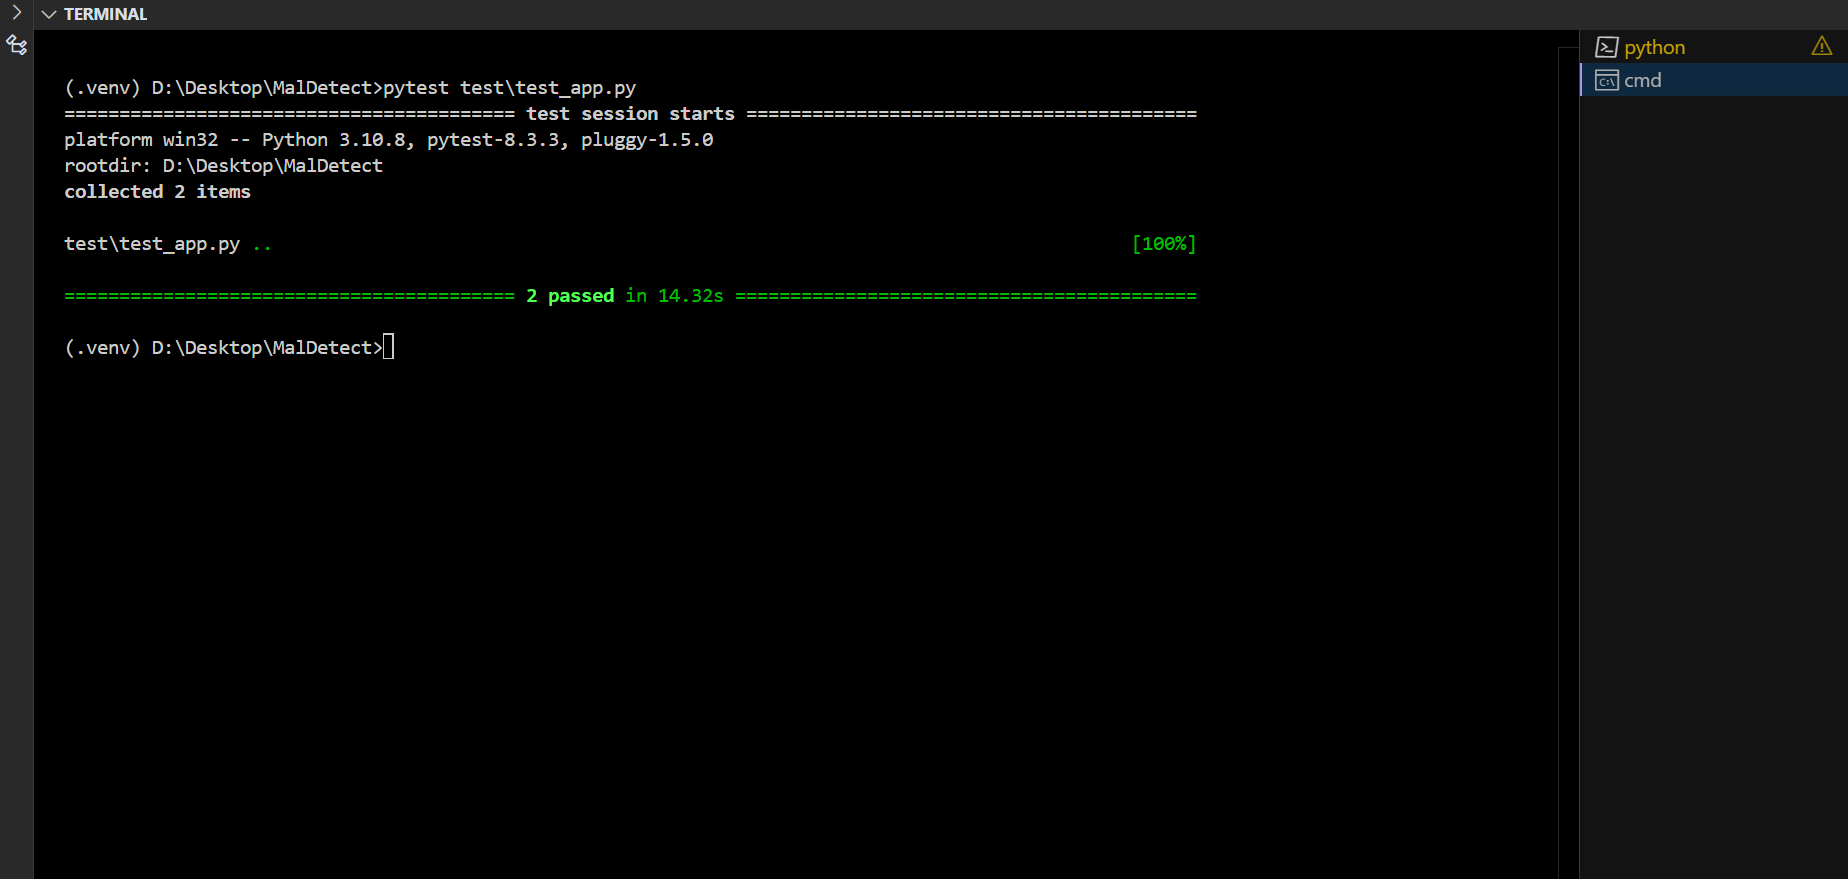 TERMINAL
python
cmd
(.venv) D:\Desktop\MalDetect>pytest test\test_app.py
========================================= test session starts =========================================
platform win32 -- Python 3.10.8, pytest-8.3.3, pluggy-1.5.0
rootdir: D:\Desktop\MalDetect
collected 2 items
test\test_app.py .. [100%]
========================================= 2 passed in 14.32s ==========================================
(.venv) D:\Desktop\MalDetect>